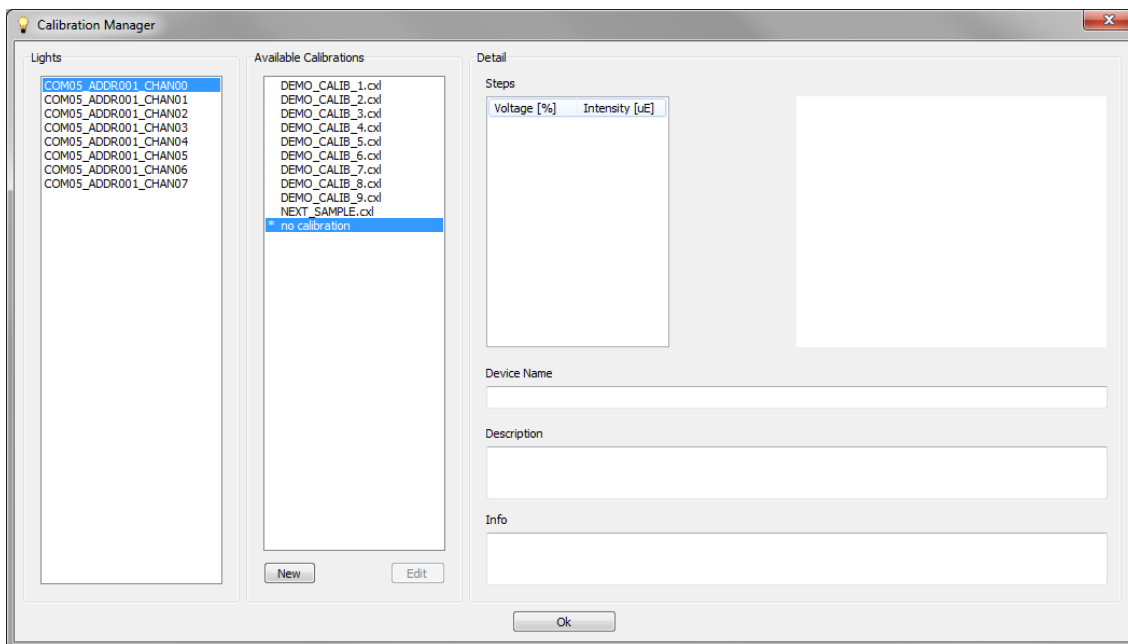 Calibration Manager
Lights
COM05_ADDR001_CHAN00
COM05_ADDR001_CHAN01
COM05_ADDR001_CHAN02
COM05_ADDR001_CHAN03
COM05_ADDR001_CHAN04
COM05_ADDR001_CHAN05
COM05_ADDR001_CHAN06
COM05_ADDR001_CHAN07
Available Calibrations
DEMO_CALIB_1.cxl
DEMO_CALIB_2.cxl
DEMO_CALIB_3.cxl
DEMO_CALIB_4.cxl
DEMO_CALIB_5.cxl
DEMO_CALIB_6.cxl
DEMO_CALIB_7.cxl
DEMO_CALIB_8.cxl
DEMO_CALIB_9.cxl
NEXT_SAMPLE.cxl
* no calibration
New Edit
Detail
Steps
Voltage [%] Intensity [uE]
Device Name
Description
Info
Ok